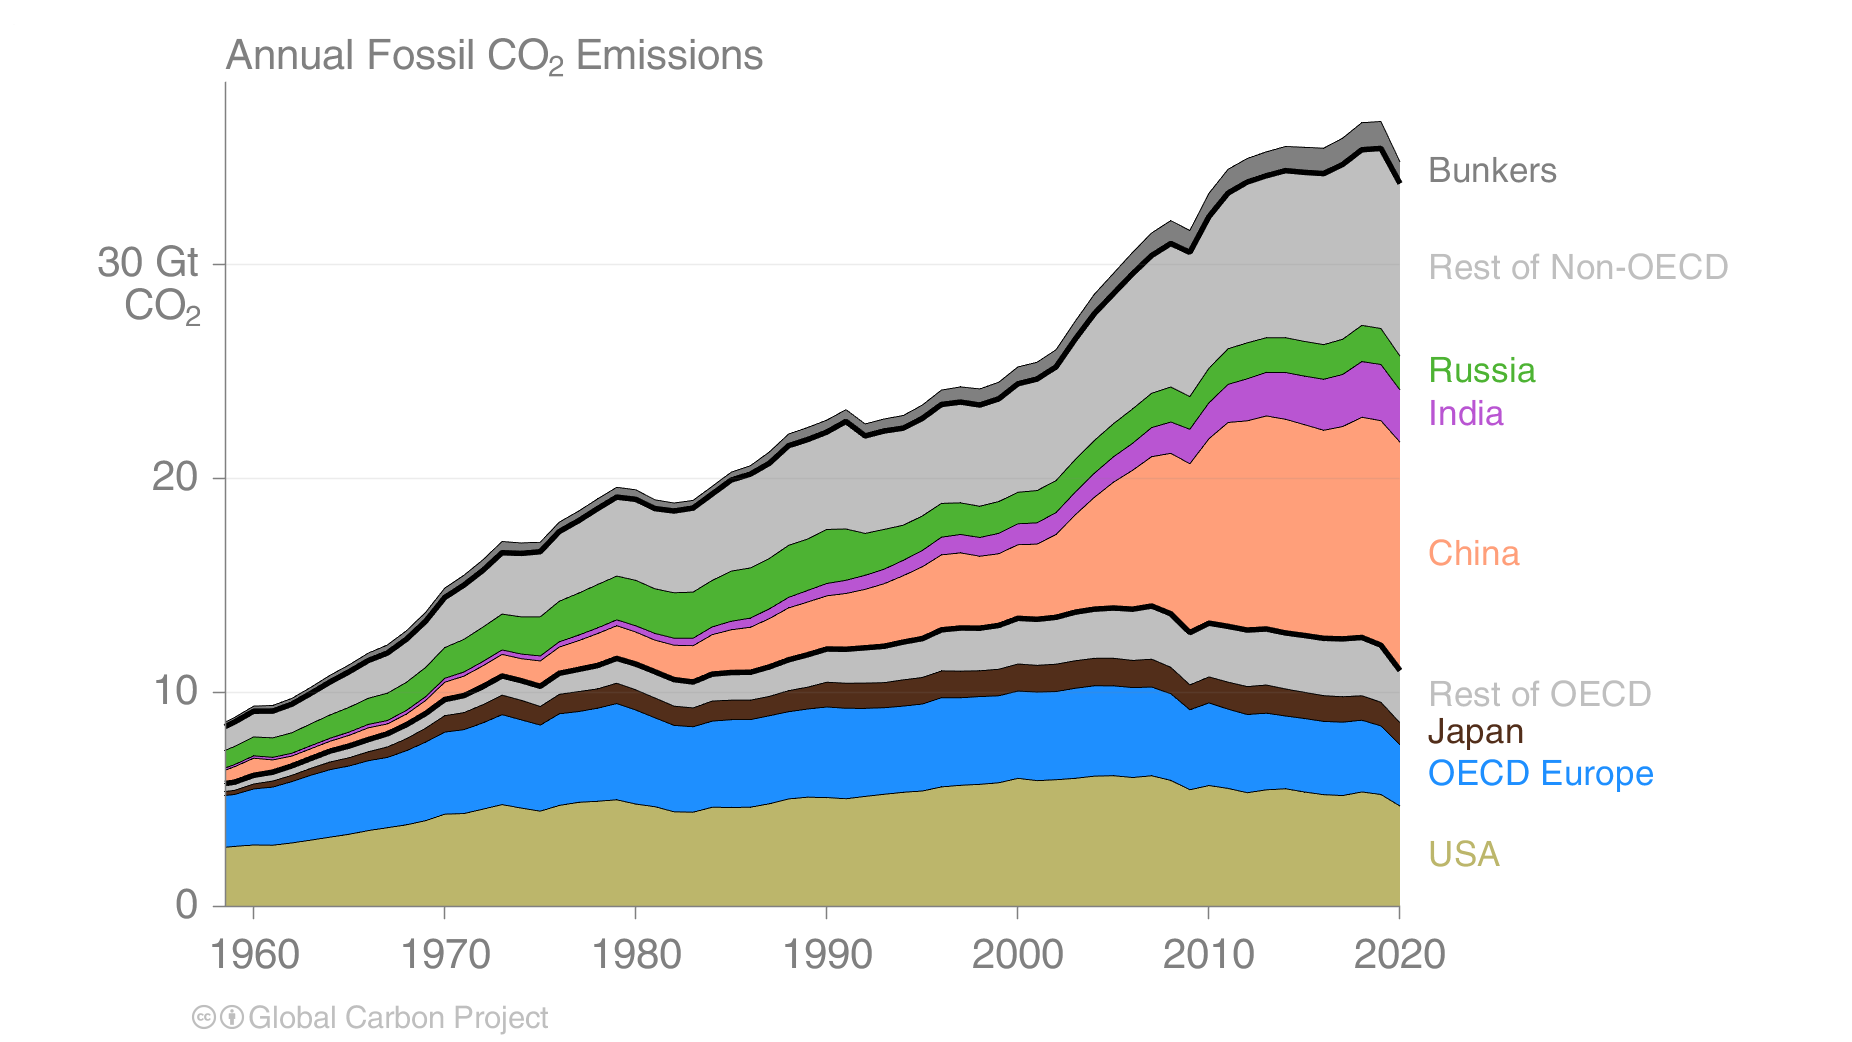 Annual Fossil CO₂ Emissions
30 Gt
CO₂
20
10
0
1960 1970 1980 1990 2000 2010 2020
Bunkers
Rest of Non-OECD
Russia
India
China
Rest of OECD
Japan
OECD Europe
USA
cc Global Carbon Project